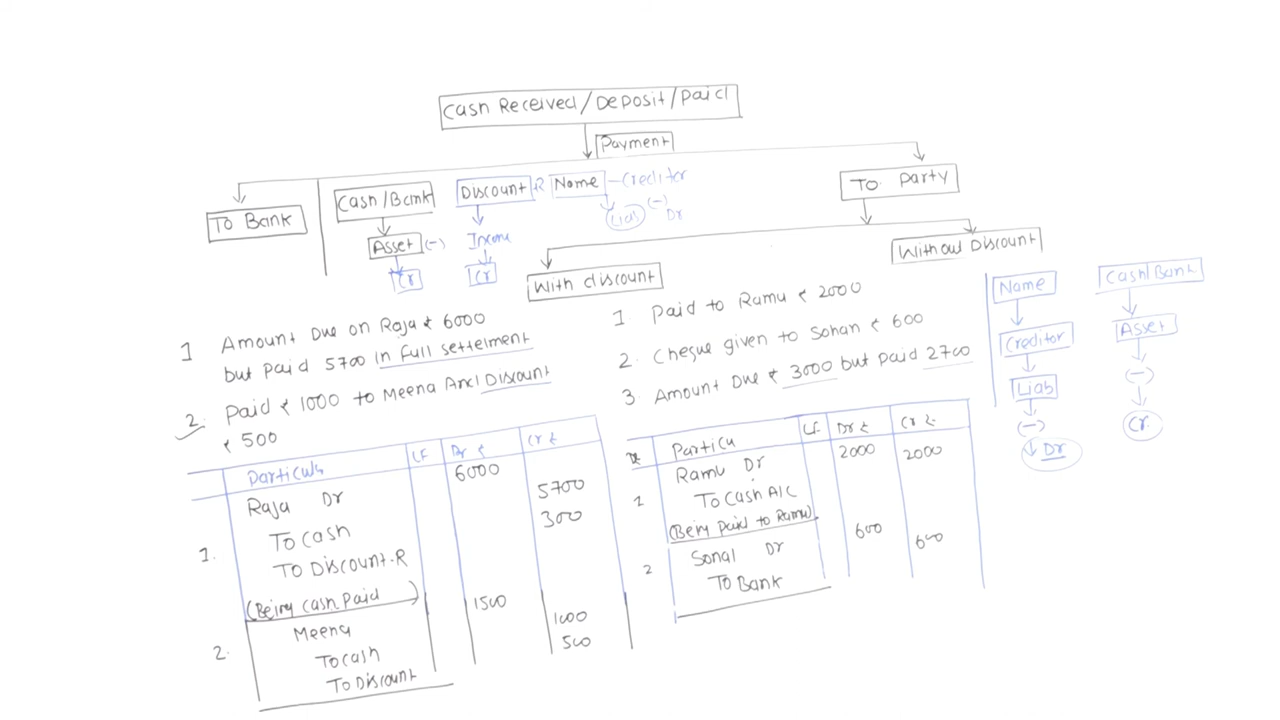 Cash Received/Deposit/Paid
Payment
To Bank
Cash/Bank
Asset (-)
Cr
Discount R
Income
Cr
Name - Creditor
Liab (-) Dr
To Party
With discount
Without Discount
1 Amount Due on Raja ₹ 6000
but paid 5700 in full settelment
2. Paid ₹ 1000 to Meena And Discount
₹ 500
1 Paid to Ramu ₹ 2000
2. Cheque given to Sohan ₹ 600
3. Amount Due ₹ 3000 but paid 2700
Name
Creditor
Liab
(-)
Dr
Cash/Bank
Asset
(-)
Cr.
Particuls LF Dr ₹ Cr ₹
Raja Dr 6000
To cash 5700
1. To Discount.R 300
(Being cash paid)
2. Meena 1500
To cash 1000
To Discount 500
Particu LF Dr ₹ Cr ₹
Ramu Dr 2000
1 To Cash A/C 2000
(Being paid to Ramu)
2 Sonal Dr 600
To Bank 600